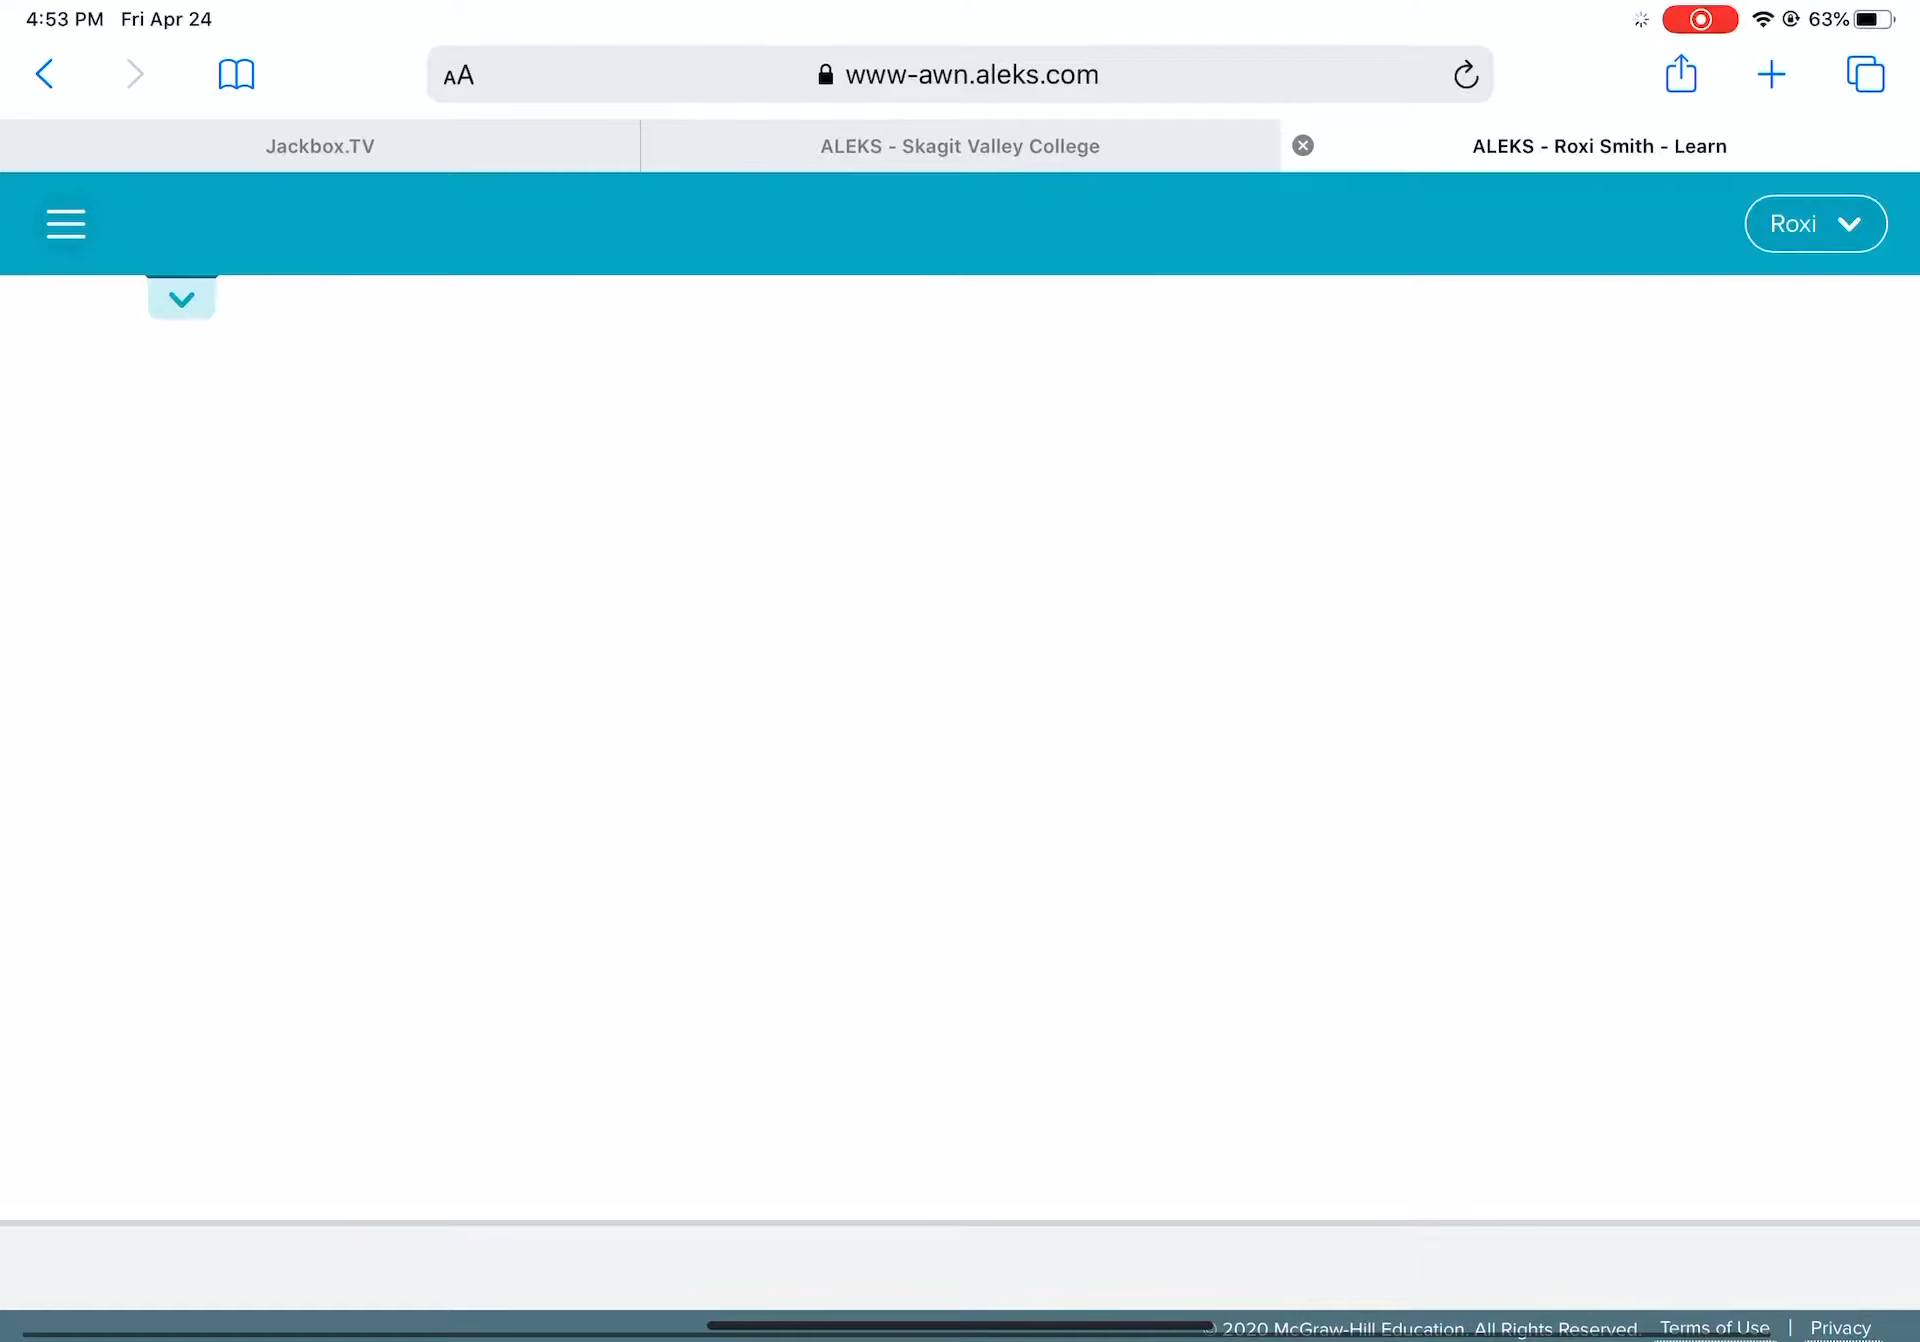 4:53 PM Fri Apr 24
63%
AA
www-awn.aleks.com
Jackbox.TV
ALEKS - Skagit Valley College
ALEKS - Roxi Smith - Learn
Roxi
© 2020 McGraw-Hill Education. All Rights Reserved. Terms of Use | Privacy